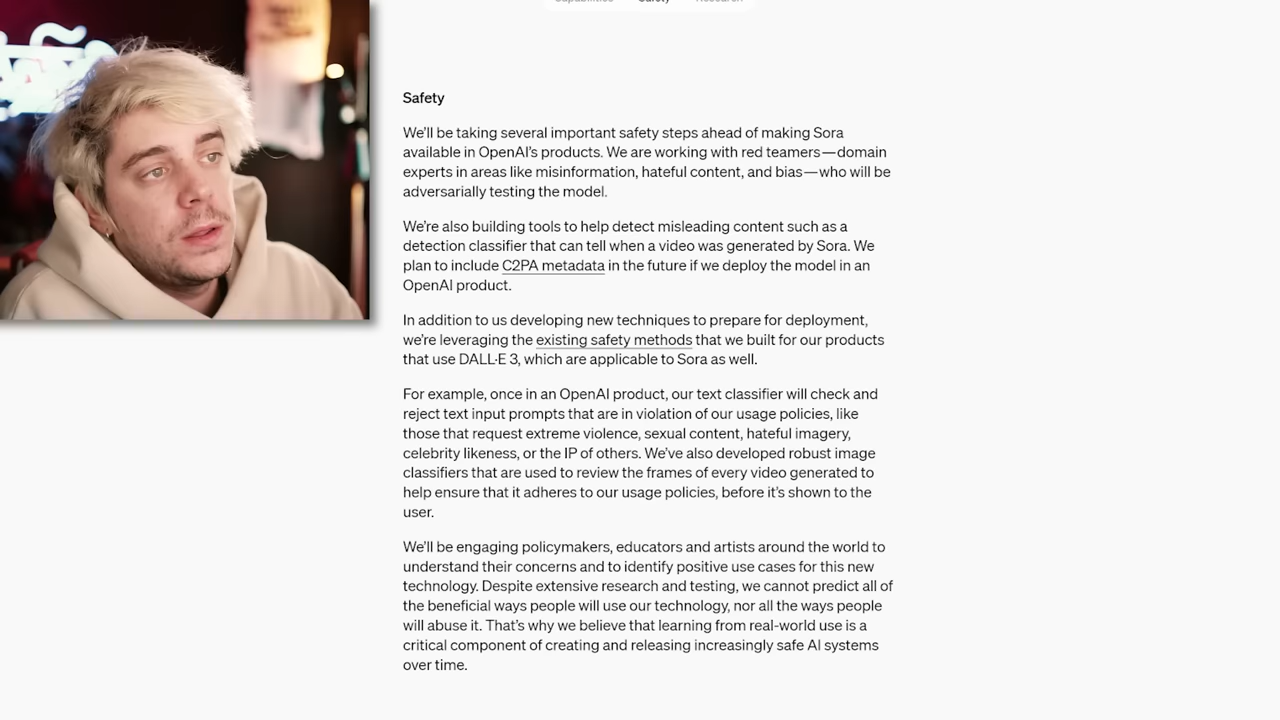 Capabilities Safety Research
Safety
We'll be taking several important safety steps ahead of making Sora
available in OpenAI's products. We are working with red teamers—domain
experts in areas like misinformation, hateful content, and bias—who will be
adversarially testing the model.
We're also building tools to help detect misleading content such as a
detection classifier that can tell when a video was generated by Sora. We
plan to include C2PA metadata in the future if we deploy the model in an
OpenAI product.
In addition to us developing new techniques to prepare for deployment,
we're leveraging the existing safety methods that we built for our products
that use DALL·E 3, which are applicable to Sora as well.
For example, once in an OpenAI product, our text classifier will check and
reject text input prompts that are in violation of our usage policies, like
those that request extreme violence, sexual content, hateful imagery,
celebrity likeness, or the IP of others. We've also developed robust image
classifiers that are used to review the frames of every video generated to
help ensure that it adheres to our usage policies, before it's shown to the
user.
We'll be engaging policymakers, educators and artists around the world to
understand their concerns and to identify positive use cases for this new
technology. Despite extensive research and testing, we cannot predict all of
the beneficial ways people will use our technology, nor all the ways people
will abuse it. That's why we believe that learning from real-world use is a
critical component of creating and releasing increasingly safe AI systems
over time.